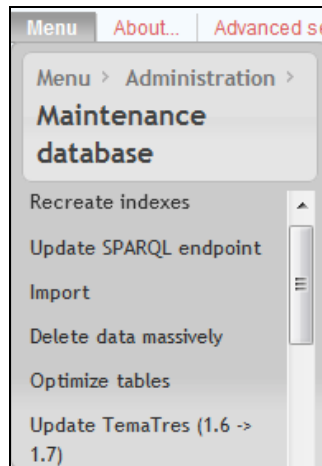 Menu About... Advanced se
Menu > Administration >
Maintenance
database
Recreate indexes
Update SPARQL endpoint
Import
Delete data massively
Optimize tables
Update TemaTres (1.6 ->
1.7)